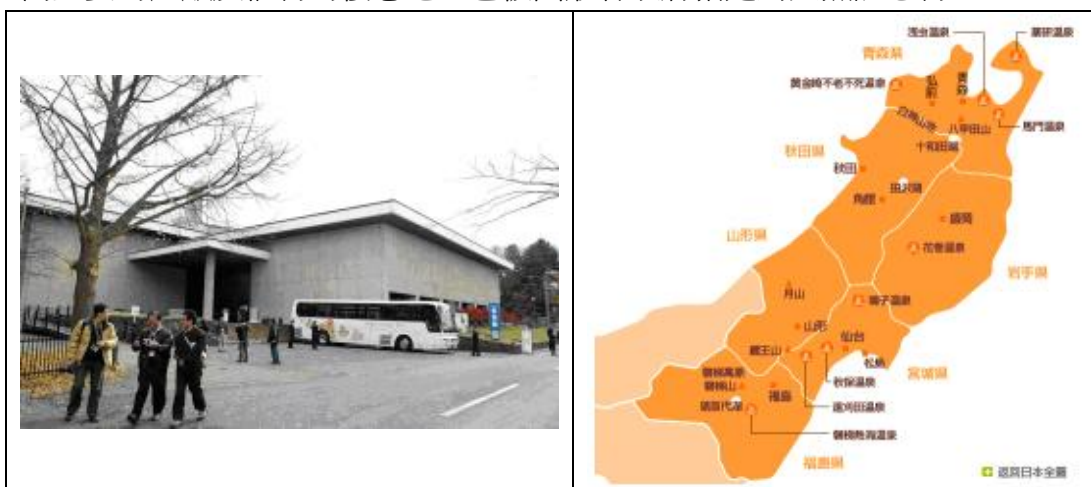 浅虫温泉
薬研温泉
青森県
黄金崎不老不死温泉
弘前
青森
白神山地
八甲田山
馬門温泉
十和田湖
秋田県
秋田
田沢湖
角館
盛岡
山形県
花巻温泉
岩手県
月山
鳴子温泉
山形
仙台
蔵王山
松島
宮城県
磐梯高原
秋保温泉
磐梯山
福島
猪苗代湖
遠刈田温泉
磐梯熱海温泉
福島県
返回日本全圖